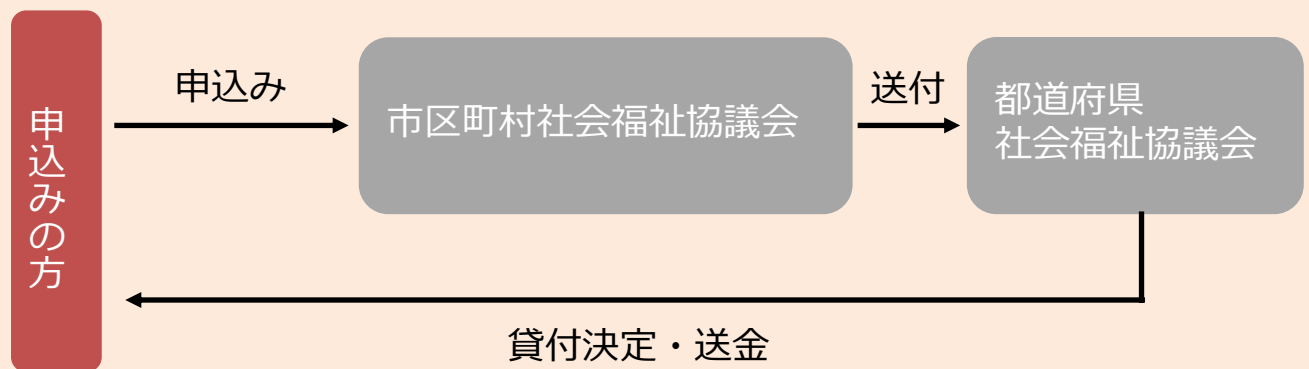 申込みの方
申込み
市区町村社会福祉協議会
送付
都道府県
社会福祉協議会
貸付決定・送金